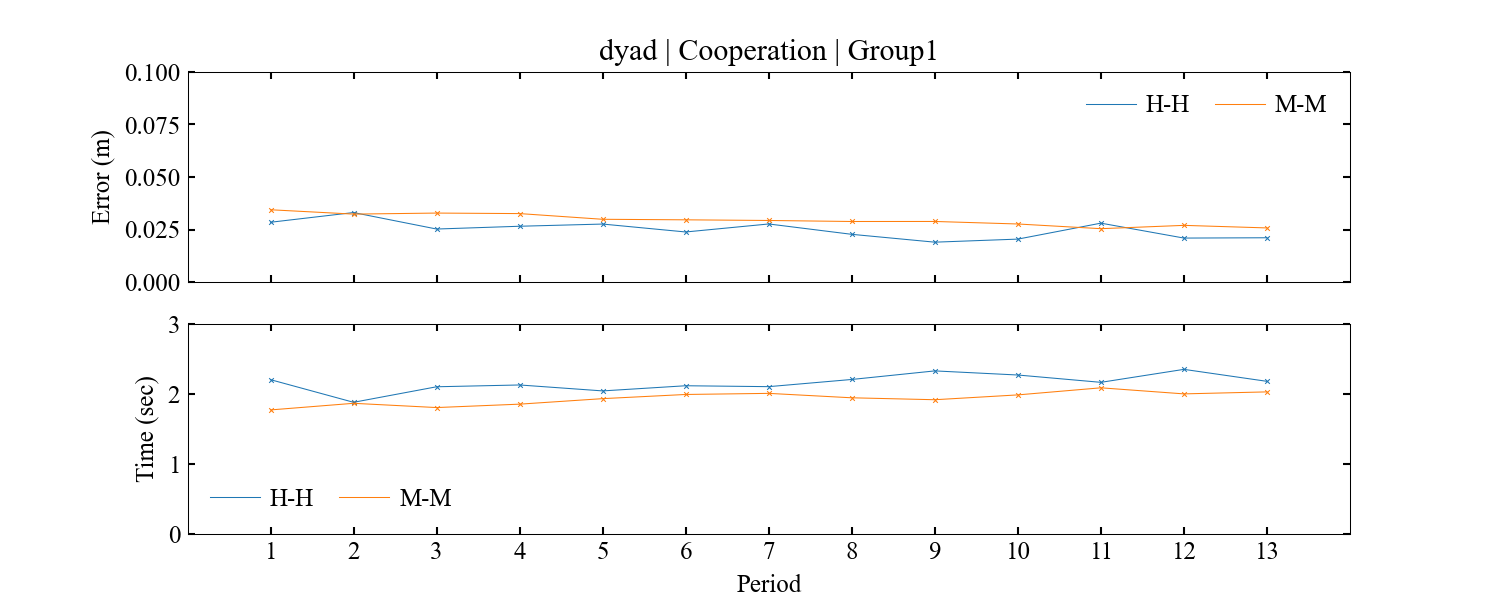 dyad | Cooperation | Group1
0.100
0.075
0.050
0.025
0.000
Error (m)
H-H M-M
3
2
1
0
Time (sec)
H-H M-M
1 2 3 4 5 6 7 8 9 10 11 12 13
Period